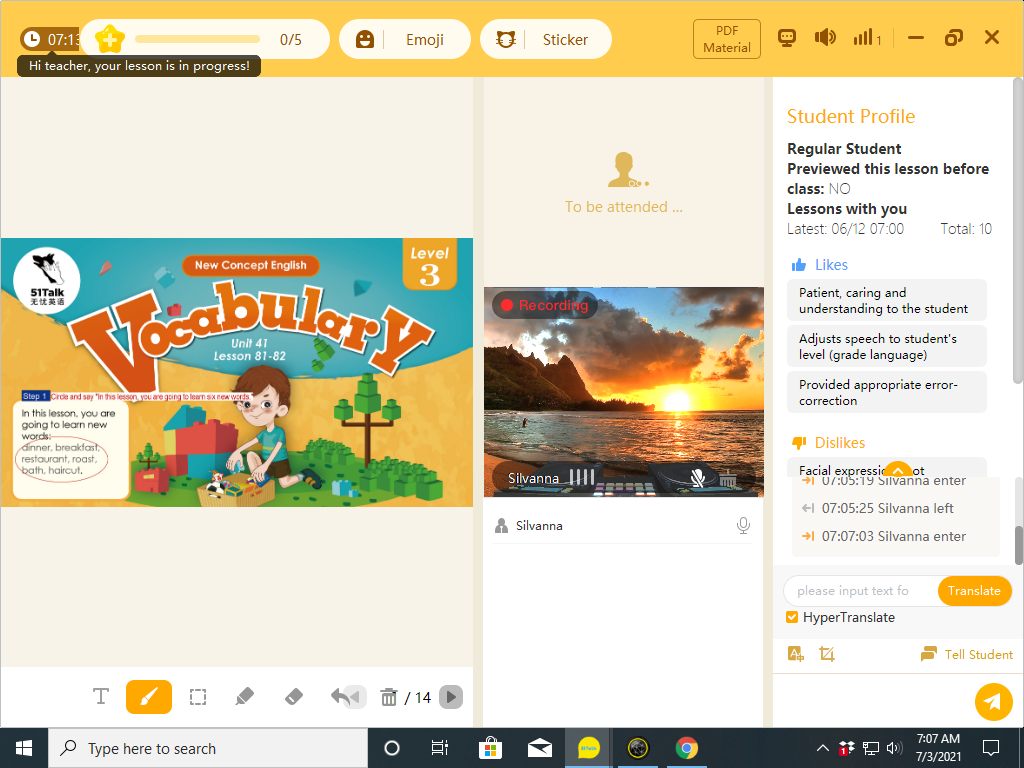 07:13
0/5
Emoji
Sticker
PDF
Material
1
Hi teacher, your lesson is in progress!
51Talk
无忧英语
New Concept English
Level
3
Vocabulary
Unit 41
Lesson 81-82
Step 1 Circle and say "In this lesson, you are going to learn six new words."
In this lesson, you are
going to learn new
words:
dinner, breakfast,
restaurant, roast,
bath, haircut.
/ 14
To be attended ...
Recording
Silvanna
Silvanna
Student Profile
Regular Student
Previewed this lesson before
class: NO
Lessons with you
Latest: 06/12 07:00 Total: 10
Likes
Patient, caring and
understanding to the student
Adjusts speech to student's
level (grade language)
Provided appropriate error-
correction
Dislikes
Facial expression not
07:05:19 Silvanna enter
07:05:25 Silvanna left
07:07:03 Silvanna enter
please input text fo
Translate
HyperTranslate
Tell Student
Type here to search
7:07 AM
7/3/2021